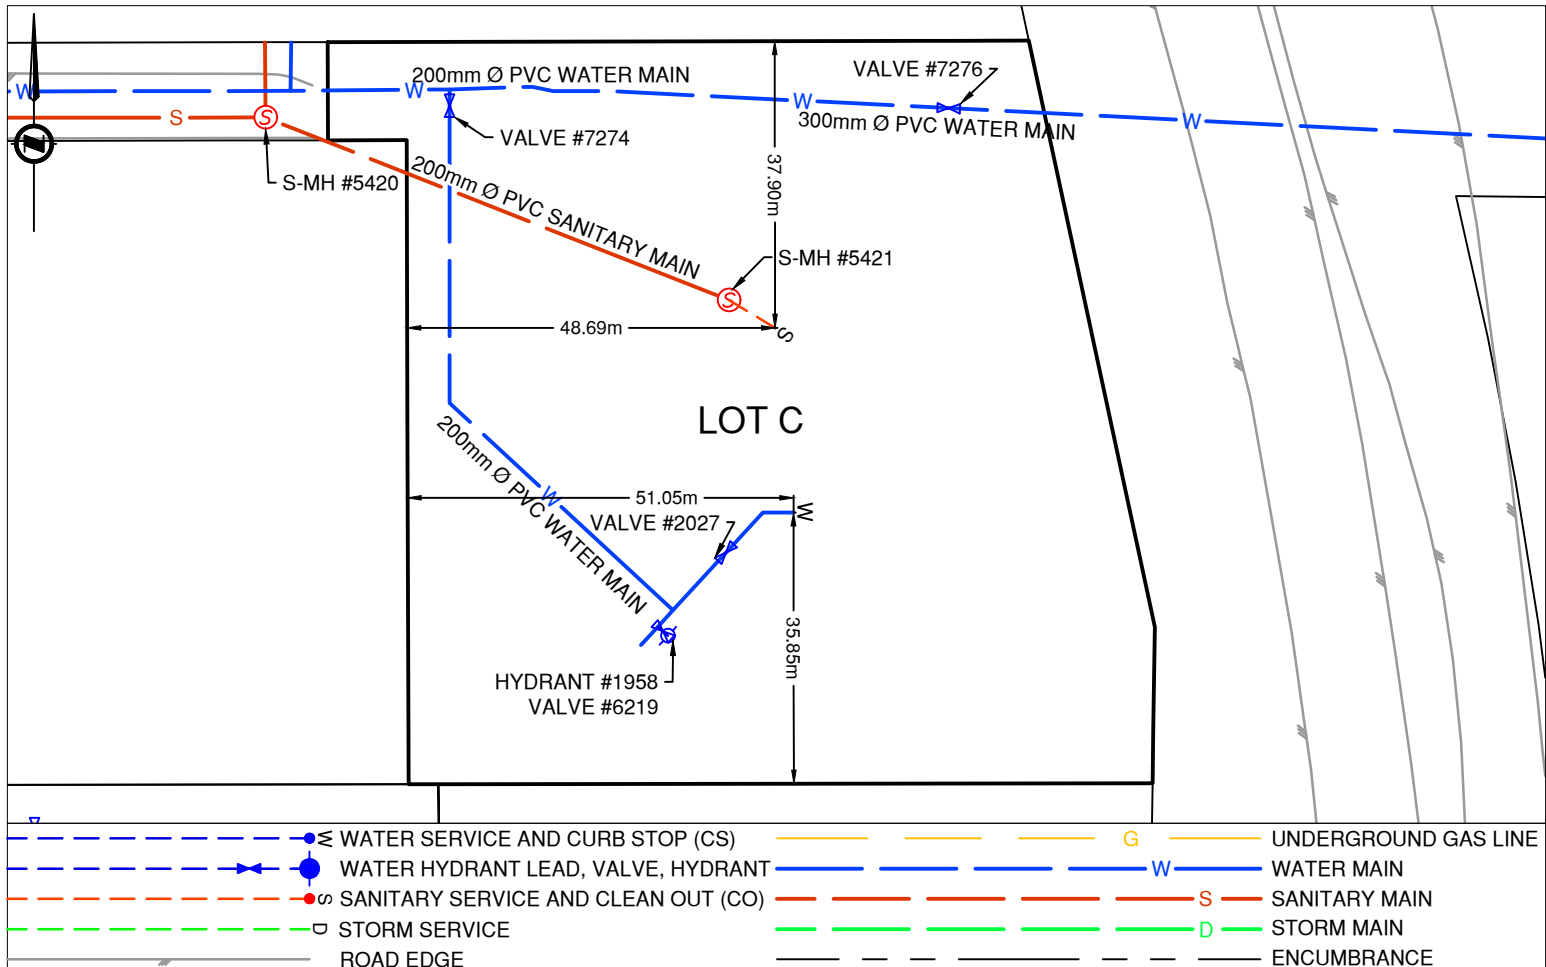 200mm Ø PVC WATER MAIN
VALVE #7276
W
W
W
300mm Ø PVC WATER MAIN
W
S
S
VALVE #7274
N
S-MH #5420
200mm Ø PVC SANITARY MAIN
37.90m
S-MH #5421
S
48.69m
S
LOT C
200mm Ø PVC WATER MAIN
W
51.05m
W
VALVE #2027
35.85m
HYDRANT #1958
VALVE #6219
W WATER SERVICE AND CURB STOP (CS)
WATER HYDRANT LEAD, VALVE, HYDRANT
S SANITARY SERVICE AND CLEAN OUT (CO)
D STORM SERVICE
ROAD EDGE
G UNDERGROUND GAS LINE
W WATER MAIN
S SANITARY MAIN
D STORM MAIN
ENCUMBRANCE